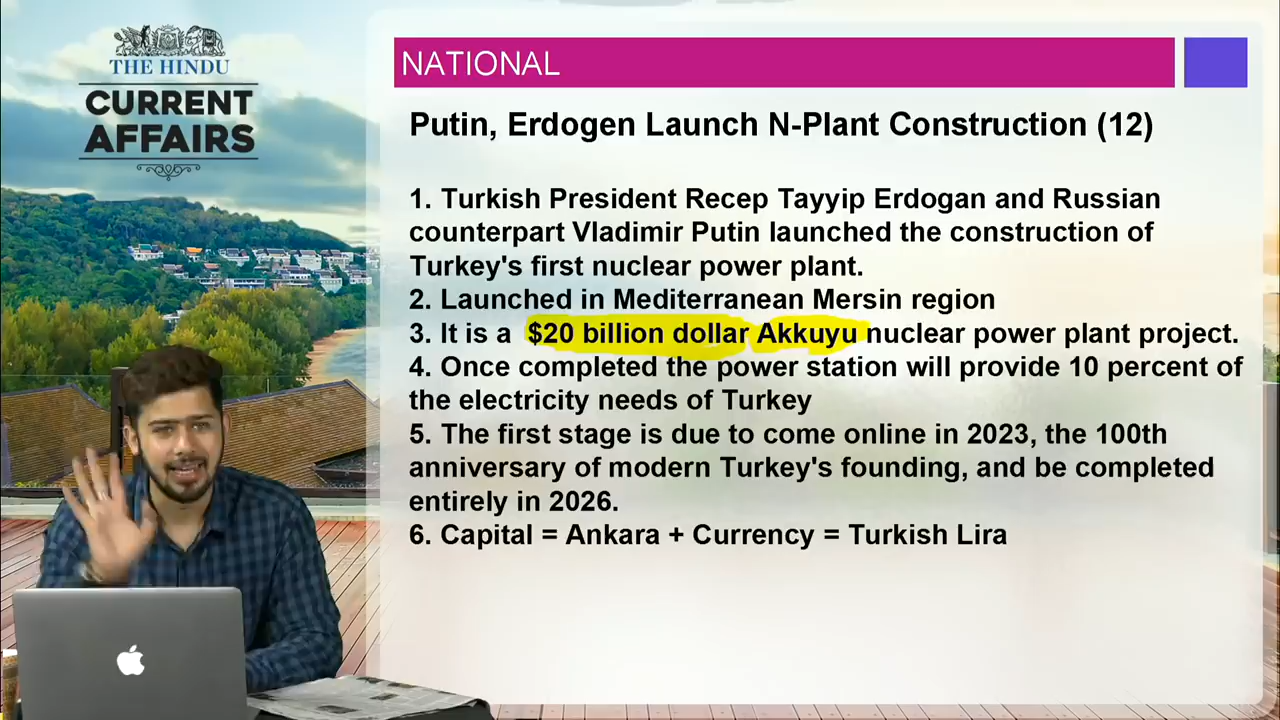 THE HINDU
CURRENT
AFFAIRS
NATIONAL
Putin, Erdogen Launch N-Plant Construction (12)
1. Turkish President Recep Tayyip Erdogan and Russian
counterpart Vladimir Putin launched the construction of
Turkey's first nuclear power plant.
2. Launched in Mediterranean Mersin region
3. It is a $20 billion dollar Akkuyu nuclear power plant project.
4. Once completed the power station will provide 10 percent of
the electricity needs of Turkey
5. The first stage is due to come online in 2023, the 100th
anniversary of modern Turkey's founding, and be completed
entirely in 2026.
6. Capital = Ankara + Currency = Turkish Lira